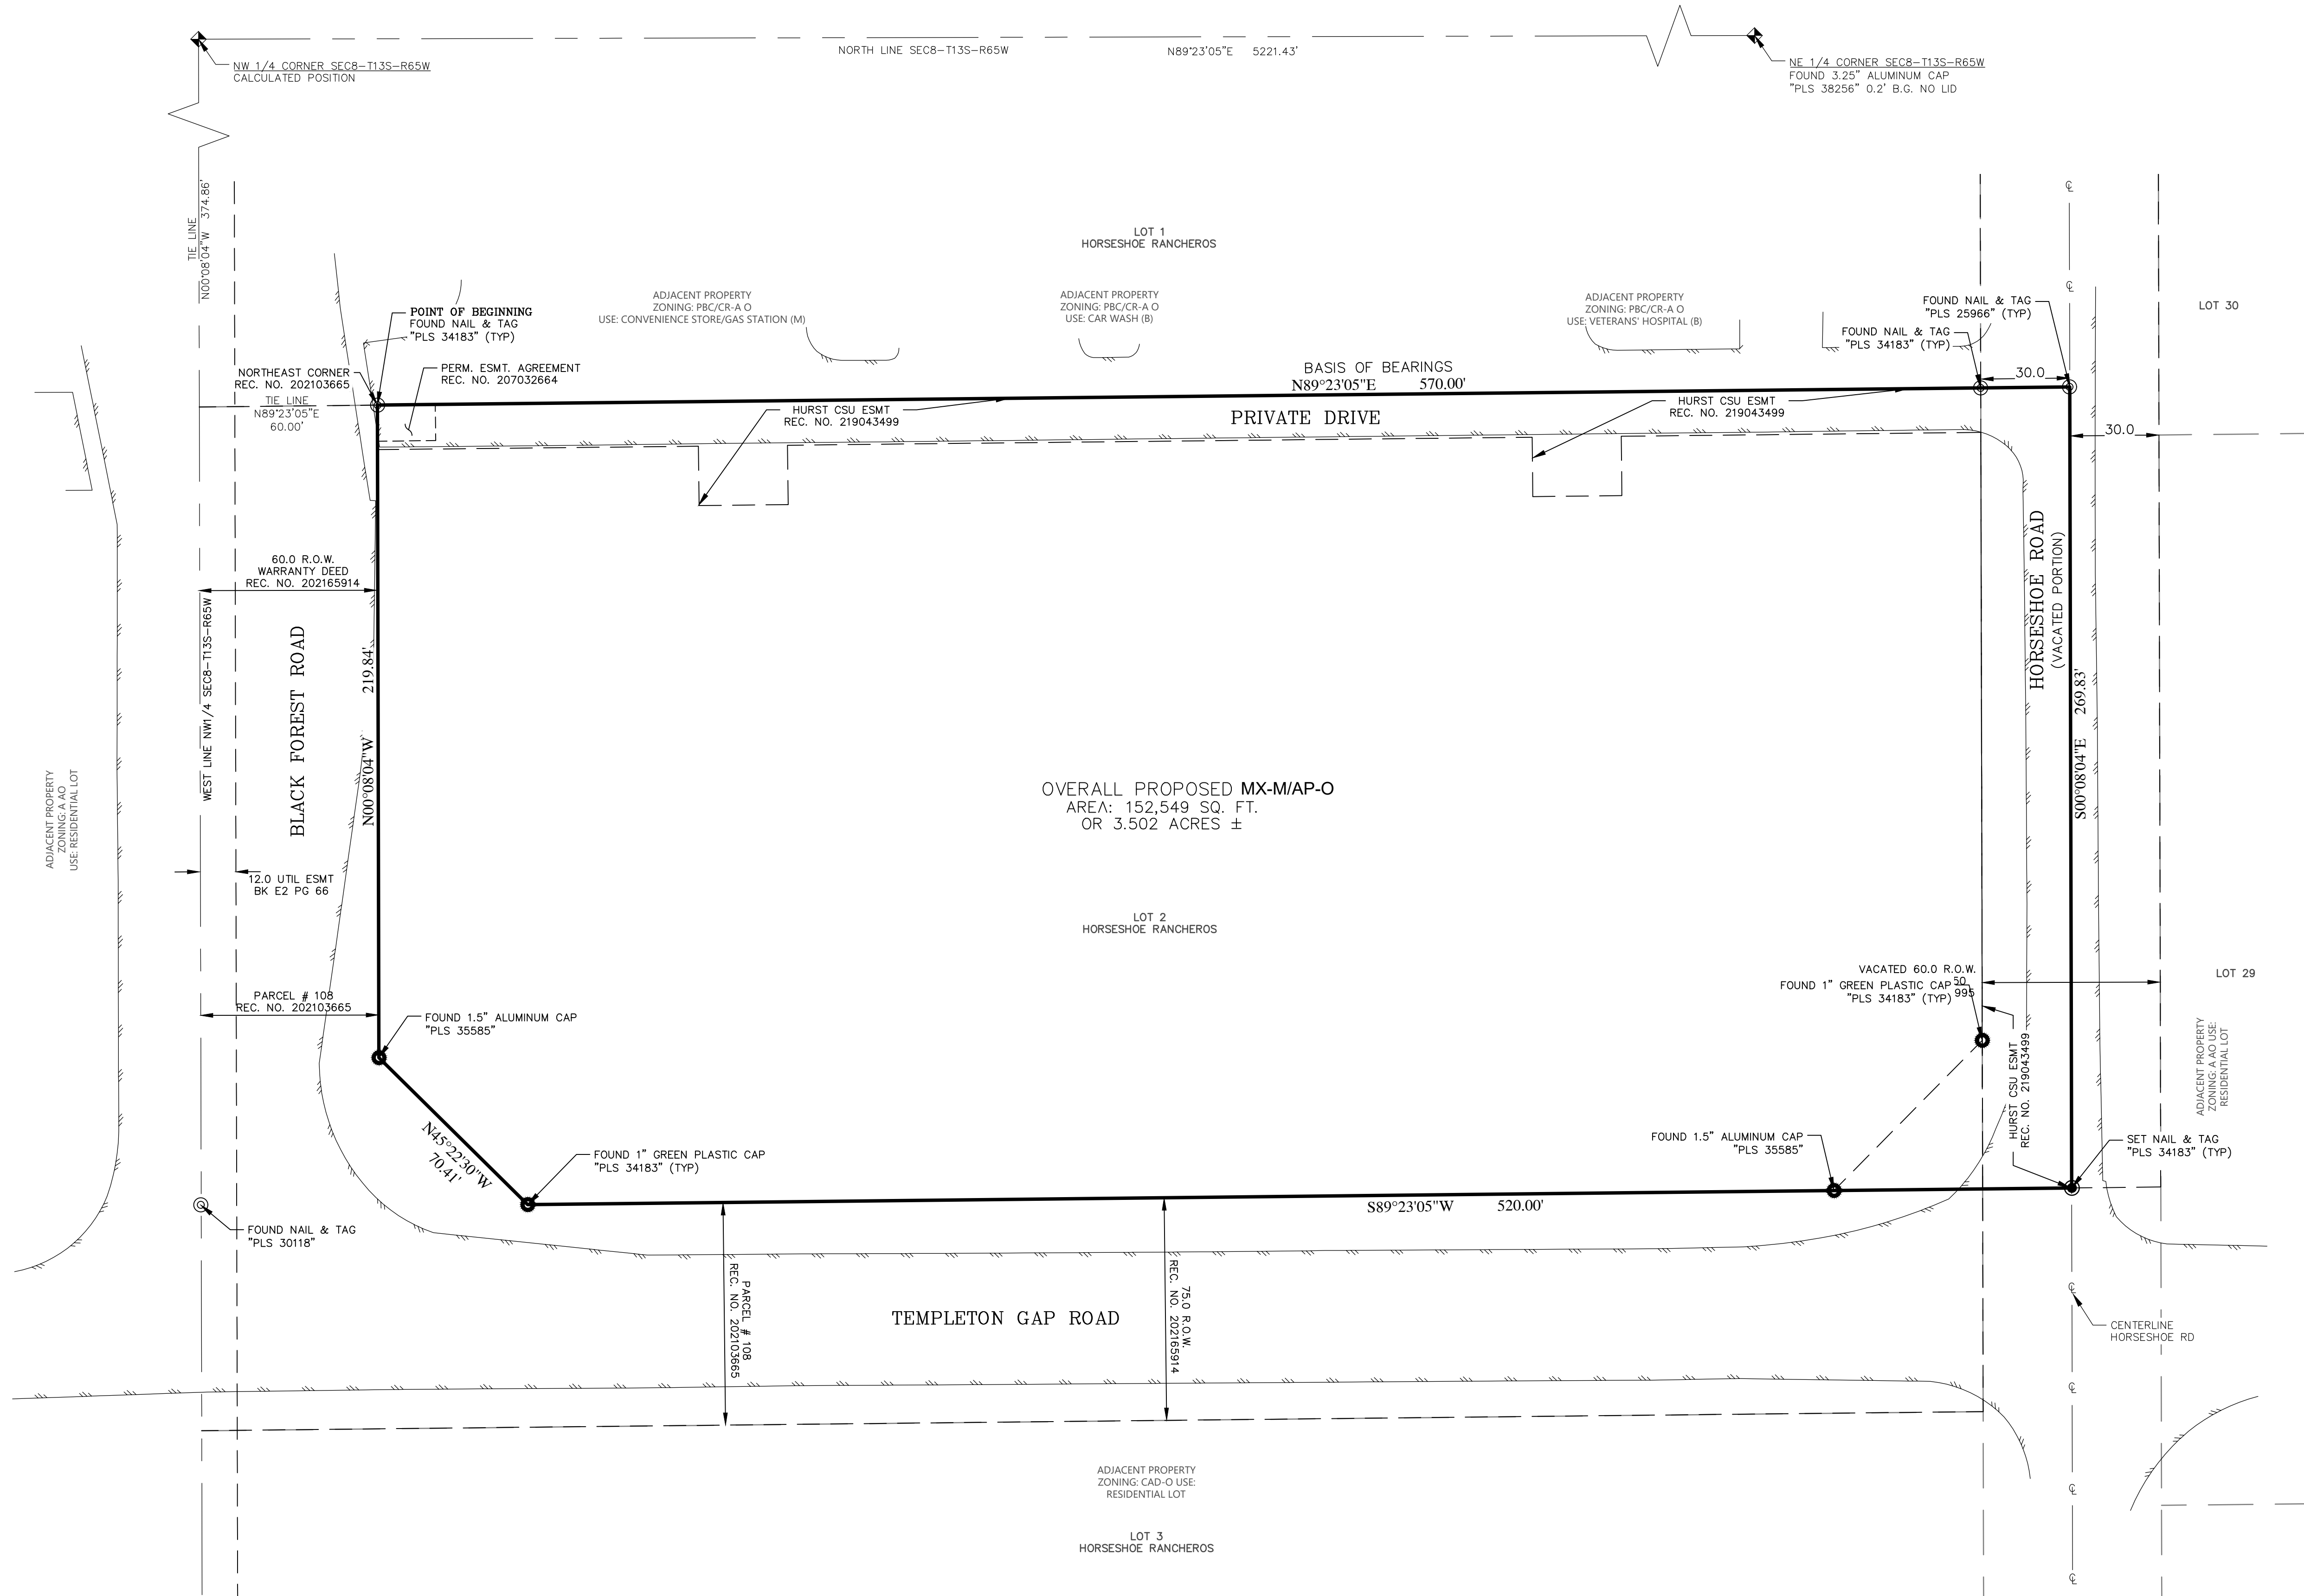 NORTH LINE SEC8-T13S-R65W
N89°23'05"E 5221.43'
NW 1/4 CORNER SEC8-T13S-R65W
CALCULATED POSITION
NE 1/4 CORNER SEC8-T13S-R65W
FOUND 3.25" ALUMINUM CAP
"PLS 38256" 0.2' B.G. NO LID
TIE LINE
N00°08'04"W 374.86'
LOT 1
HORSESHOE RANCHEROS
ADJACENT PROPERTY
ZONING: PBC/CR-A O
USE: CONVENIENCE STORE/GAS STATION (M)
ADJACENT PROPERTY
ZONING: PBC/CR-A O
USE: CAR WASH (B)
ADJACENT PROPERTY
ZONING: PBC/CR-A O
USE: VETERANS' HOSPITAL (B)
FOUND NAIL & TAG
"PLS 25966" (TYP)
FOUND NAIL & TAG
"PLS 34183" (TYP)
LOT 30
POINT OF BEGINNING
FOUND NAIL & TAG
"PLS 34183" (TYP)
NORTHEAST CORNER
REC. NO. 202103665
PERM. ESMT. AGREEMENT
REC. NO. 207032664
TIE LINE
N89°23'05"E
60.00'
BASIS OF BEARINGS
N89°23'05"E 570.00'
30.0
HURST CSU ESMT
REC. NO. 219043499
PRIVATE DRIVE
HURST CSU ESMT
REC. NO. 219043499
30.0
60.0 R.O.W.
WARRANTY DEED
REC. NO. 202165914
WEST LINE NW1/4 SEC8-T13S-R65W
BLACK FOREST ROAD
N00°08'04"W 219.84'
HORSESHOE ROAD
(VACATED PORTION)
S00°08'04"E 269.83'
ADJACENT PROPERTY
ZONING: A AO
USE: RESIDENTIAL LOT
OVERALL PROPOSED MX-M/AP-O
AREA: 152,549 SQ. FT.
OR 3.502 ACRES ±
12.0 UTIL ESMT
BK E2 PG 66
LOT 2
HORSESHOE RANCHEROS
VACATED 60.0 R.O.W.
50
995
FOUND 1" GREEN PLASTIC CAP
"PLS 34183" (TYP)
LOT 29
PARCEL # 108
REC. NO. 202103665
FOUND 1.5" ALUMINUM CAP
"PLS 35585"
HURST CSU ESMT
REC. NO. 219043499
ADJACENT PROPERTY
ZONING: A AO USE:
RESIDENTIAL LOT
N45°22'30"W
70.41'
FOUND 1" GREEN PLASTIC CAP
"PLS 34183" (TYP)
FOUND 1.5" ALUMINUM CAP
"PLS 35585"
SET NAIL & TAG
"PLS 34183" (TYP)
S89°23'05"W 520.00'
FOUND NAIL & TAG
"PLS 30118"
PARCEL # 108
REC. NO. 202103665
75.0 R.O.W.
REC. NO. 202165914
TEMPLETON GAP ROAD
CENTERLINE
HORSESHOE RD
ADJACENT PROPERTY
ZONING: CAD-O USE:
RESIDENTIAL LOT
LOT 3
HORSESHOE RANCHEROS